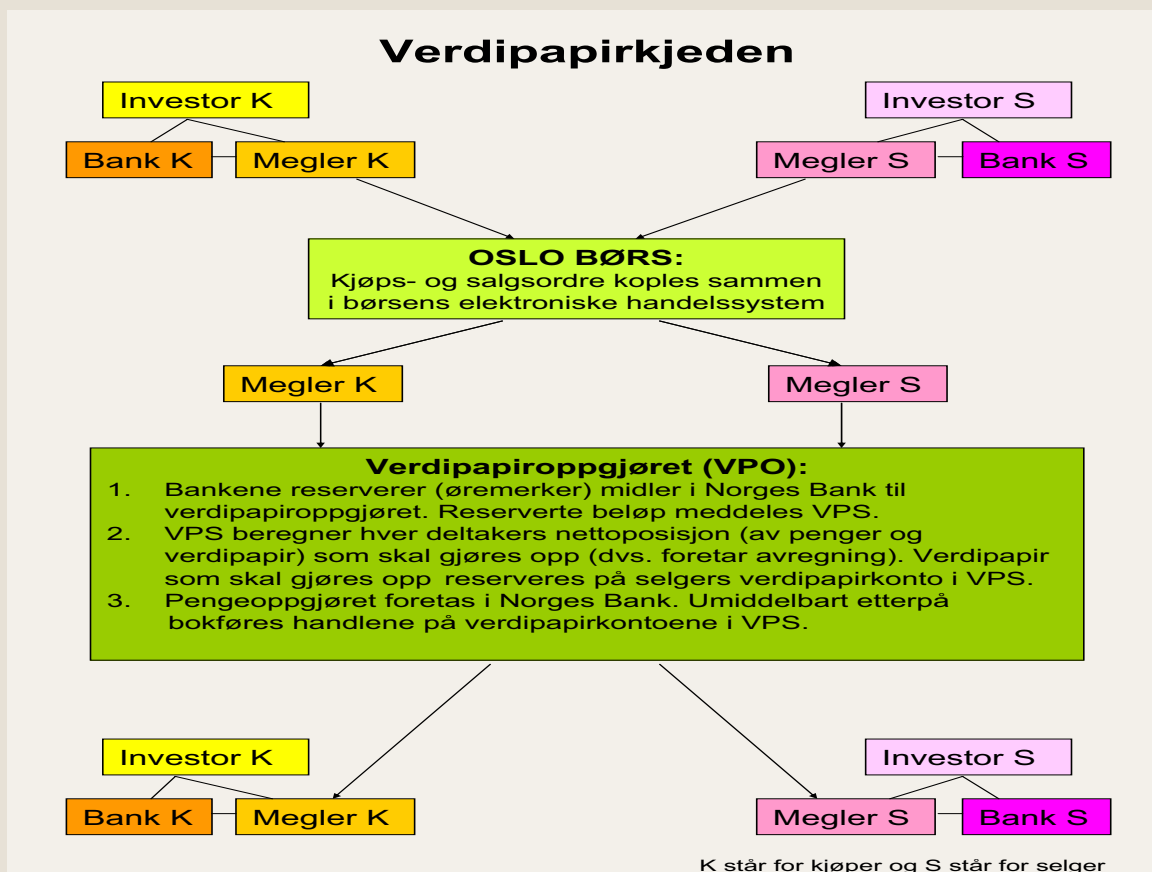 Verdipapirkjeden
Investor K
Investor S
Bank K
Megler K
Megler S
Bank S
OSLO BØRS:
Kjøps- og salgsordre koples sammen
i børsens elektroniske handelssystem
Megler K
Megler S
Verdipapiroppgjøret (VPO):
1. Bankene reserverer (øremerker) midler i Norges Bank til
verdipapiroppgjøret. Reserverte beløp meddeles VPS.
2. VPS beregner hver deltakers nettoposisjon (av penger og
verdipapir) som skal gjøres opp (dvs. foretar avregning). Verdipapir
som skal gjøres opp reserveres på selgers verdipapirkonto i VPS.
3. Pengeoppgjøret foretas i Norges Bank. Umiddelbart etterpå
bokføres handlene på verdipapirkontoene i VPS.
Investor K
Investor S
Bank K
Megler K
Megler S
Bank S
K står for kjøper og S står for selger